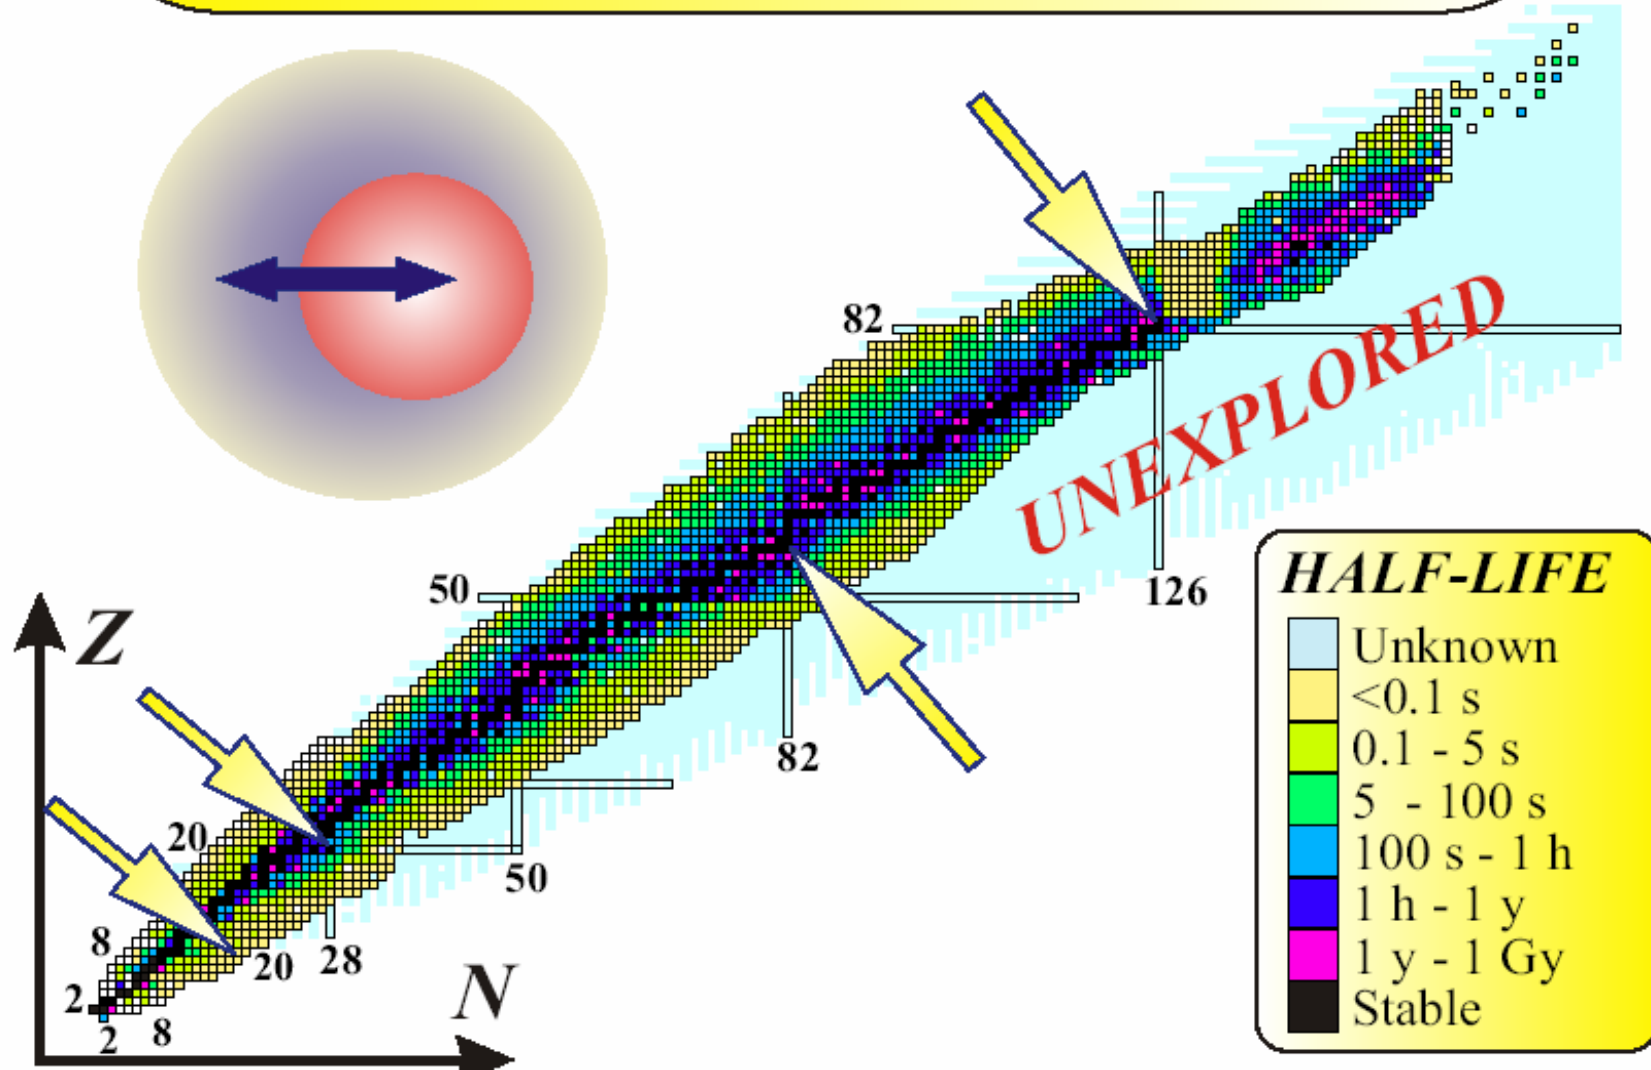 82
UNEXPLORED
50
126
Z
82
20
50
8
20
28
2
2
8
N
HALF-LIFE
Unknown
<0.1 s
0.1 - 5 s
5 - 100 s
100 s - 1 h
1 h - 1 y
1 y - 1 Gy
Stable